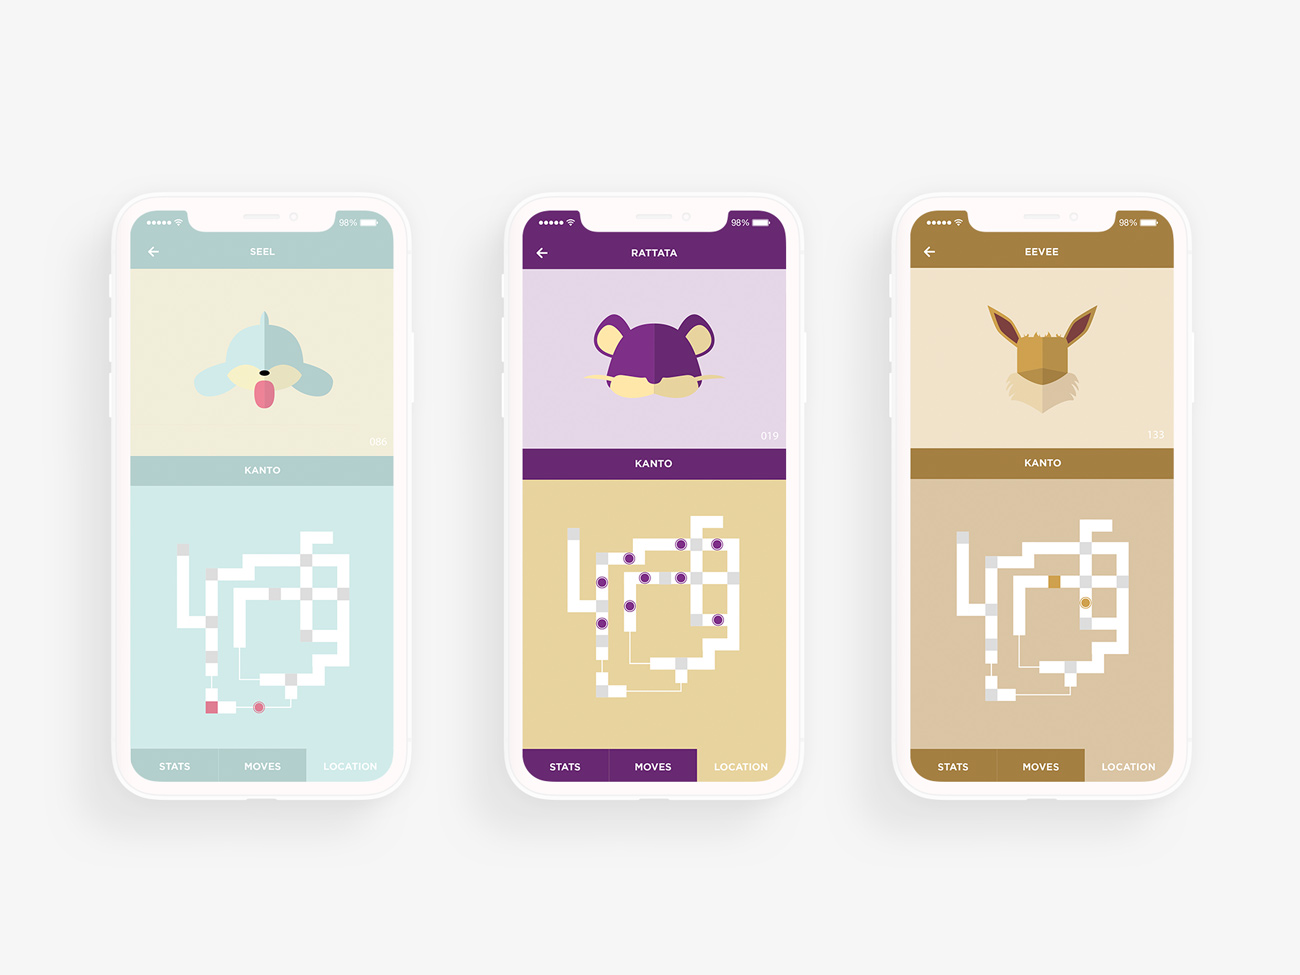 98%
SEEL
086
KANTO
STATS MOVES LOCATION
98%
RATTATA
019
KANTO
STATS MOVES LOCATION
98%
EEVEE
133
KANTO
STATS MOVES LOCATION